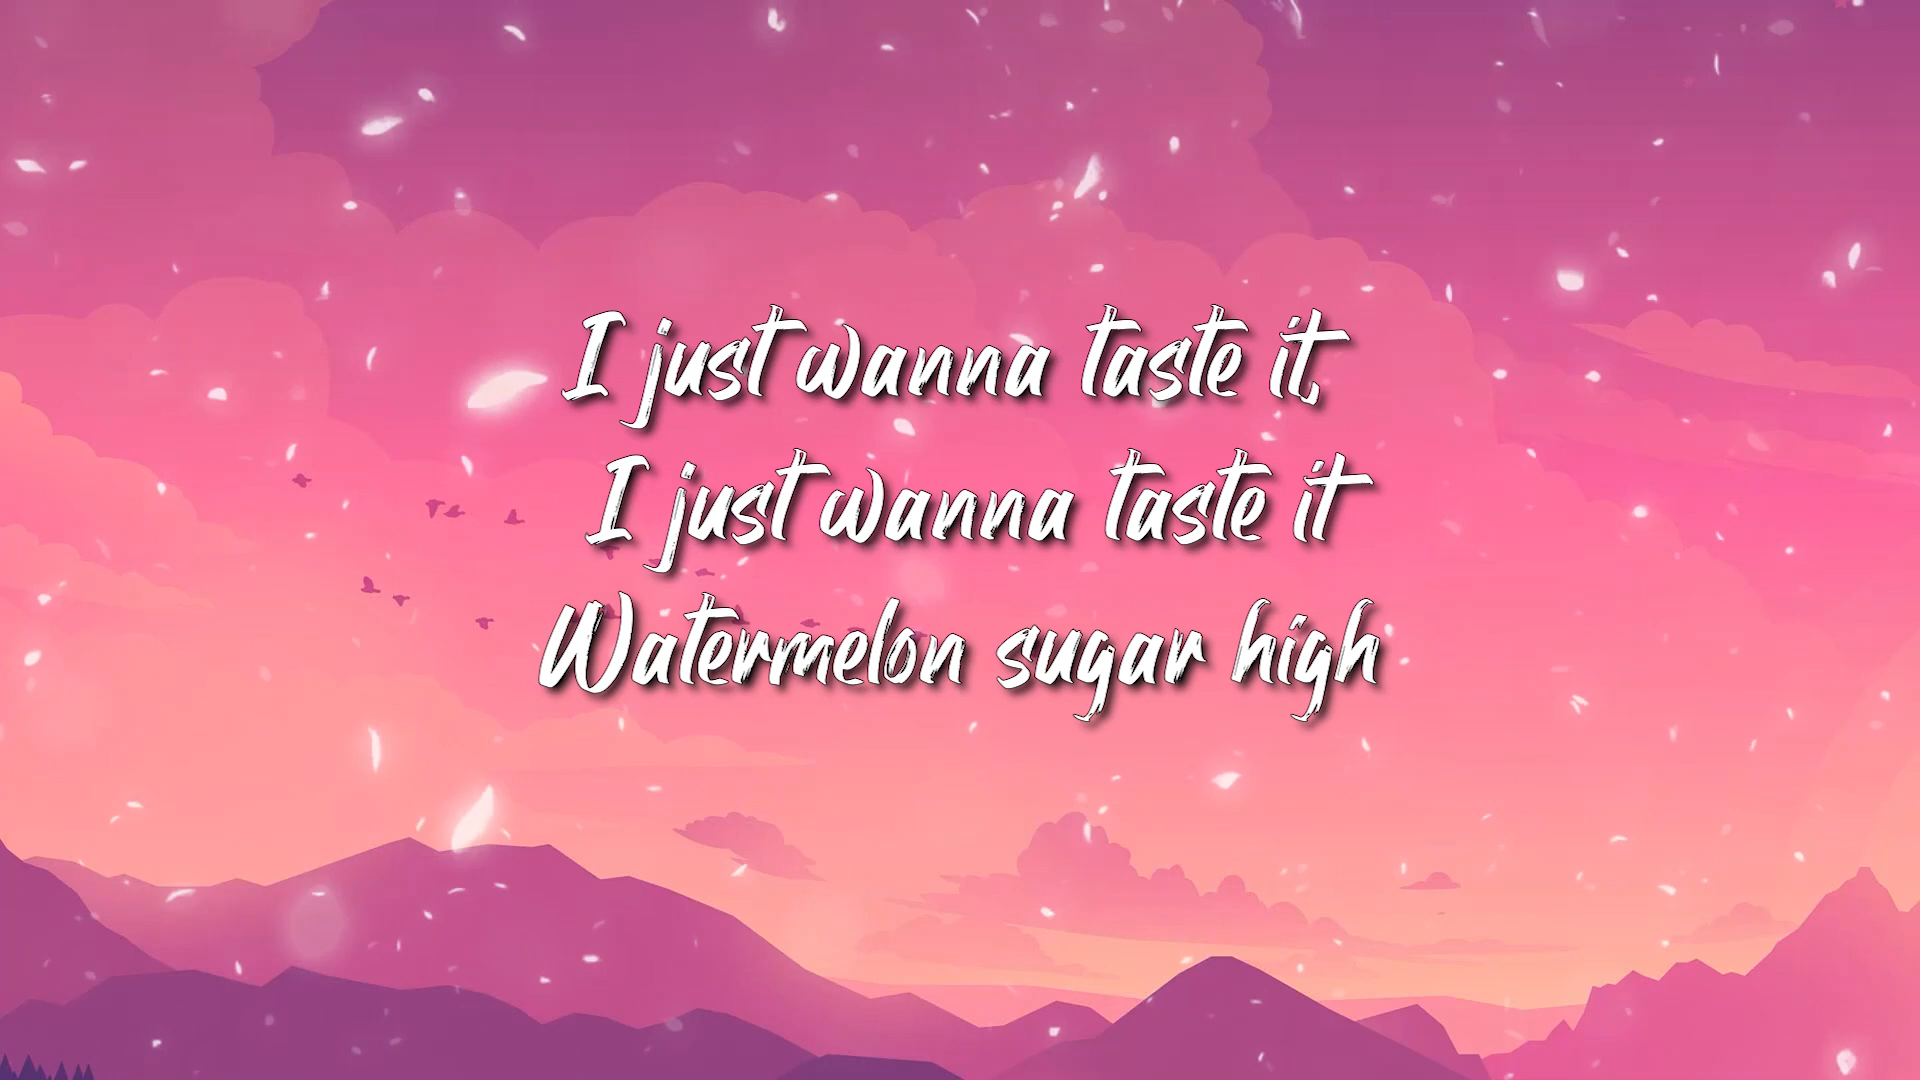 I just wanna taste it,
I just wanna taste it
Watermelon sugar high